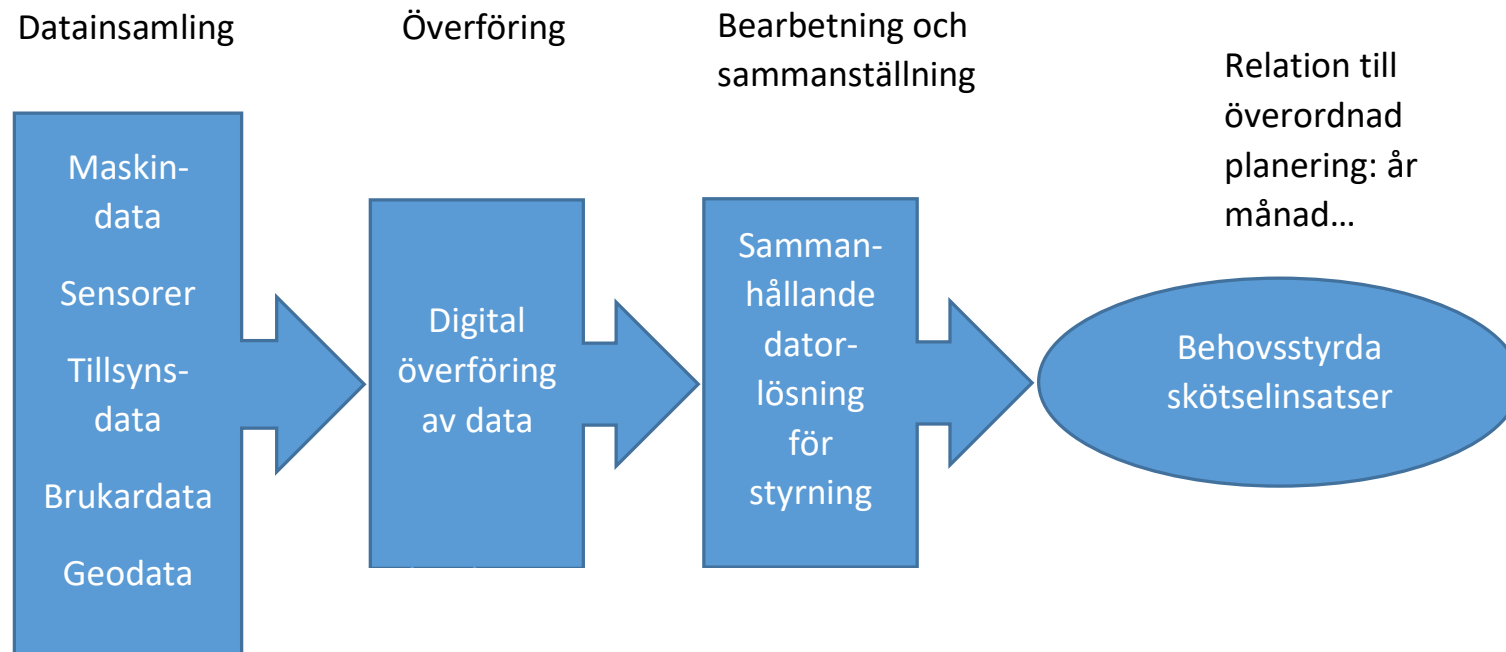 Datainsamling
Överföring
Bearbetning och
sammanställning
Relation till
överordnad
planering: år
månad…
Maskin-
data
Sensorer
Tillsyns-
data
Brukardata
Geodata
Digital
överföring
av data
Samman-
hållande
dator-
lösning
för
styrning
Behovsstyrda
skötselinsatser